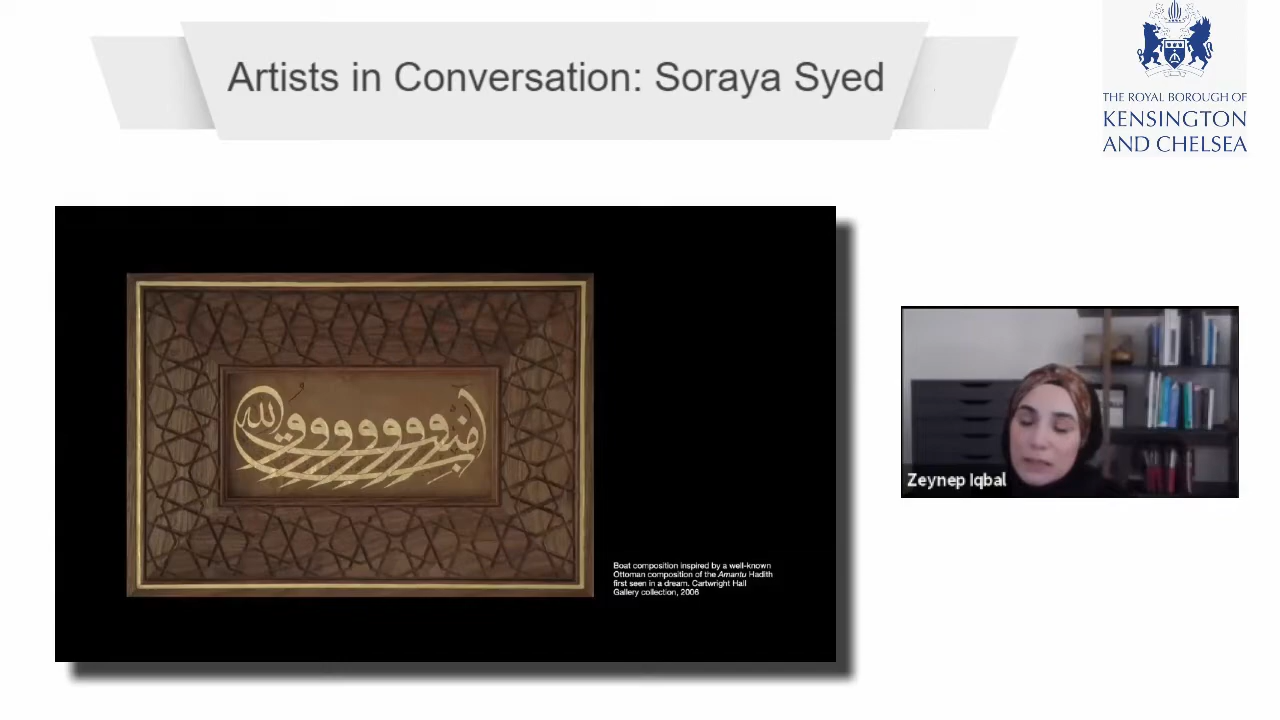 Artists in Conversation: Soraya Syed
THE ROYAL BOROUGH OF
KENSINGTON
AND CHELSEA
الله
Boat composition inspired by a well-known
Ottoman composition of the Amantu Hadith
first seen in a dream. Cartwright Hall
Gallery collection, 2006
Zeynep Iqbal